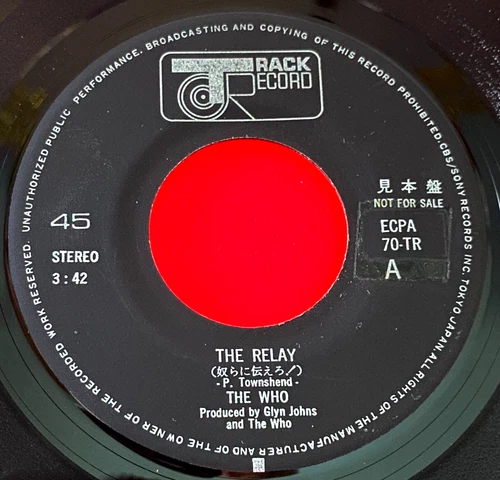 UNAUTHORIZED PUBLIC PERFORMANCE, BROADCASTING AND COPYING OF THIS RECORD PROHIBITED. CBS/SONY RECORDS INC. TOKYO JAPAN ALL RIGHTS OF THE MANUFACTURER AND OF THE OWNER OF THE RECORDED WORK RESERVED.
TRACK
RECORD
見本盤
NOT FOR SALE
45
ECPA
70-TR
STEREO
A
3:42
THE RELAY
(奴らに伝えろ!)
- P. Townshend -
THE WHO
Produced by Glyn Johns
and The Who